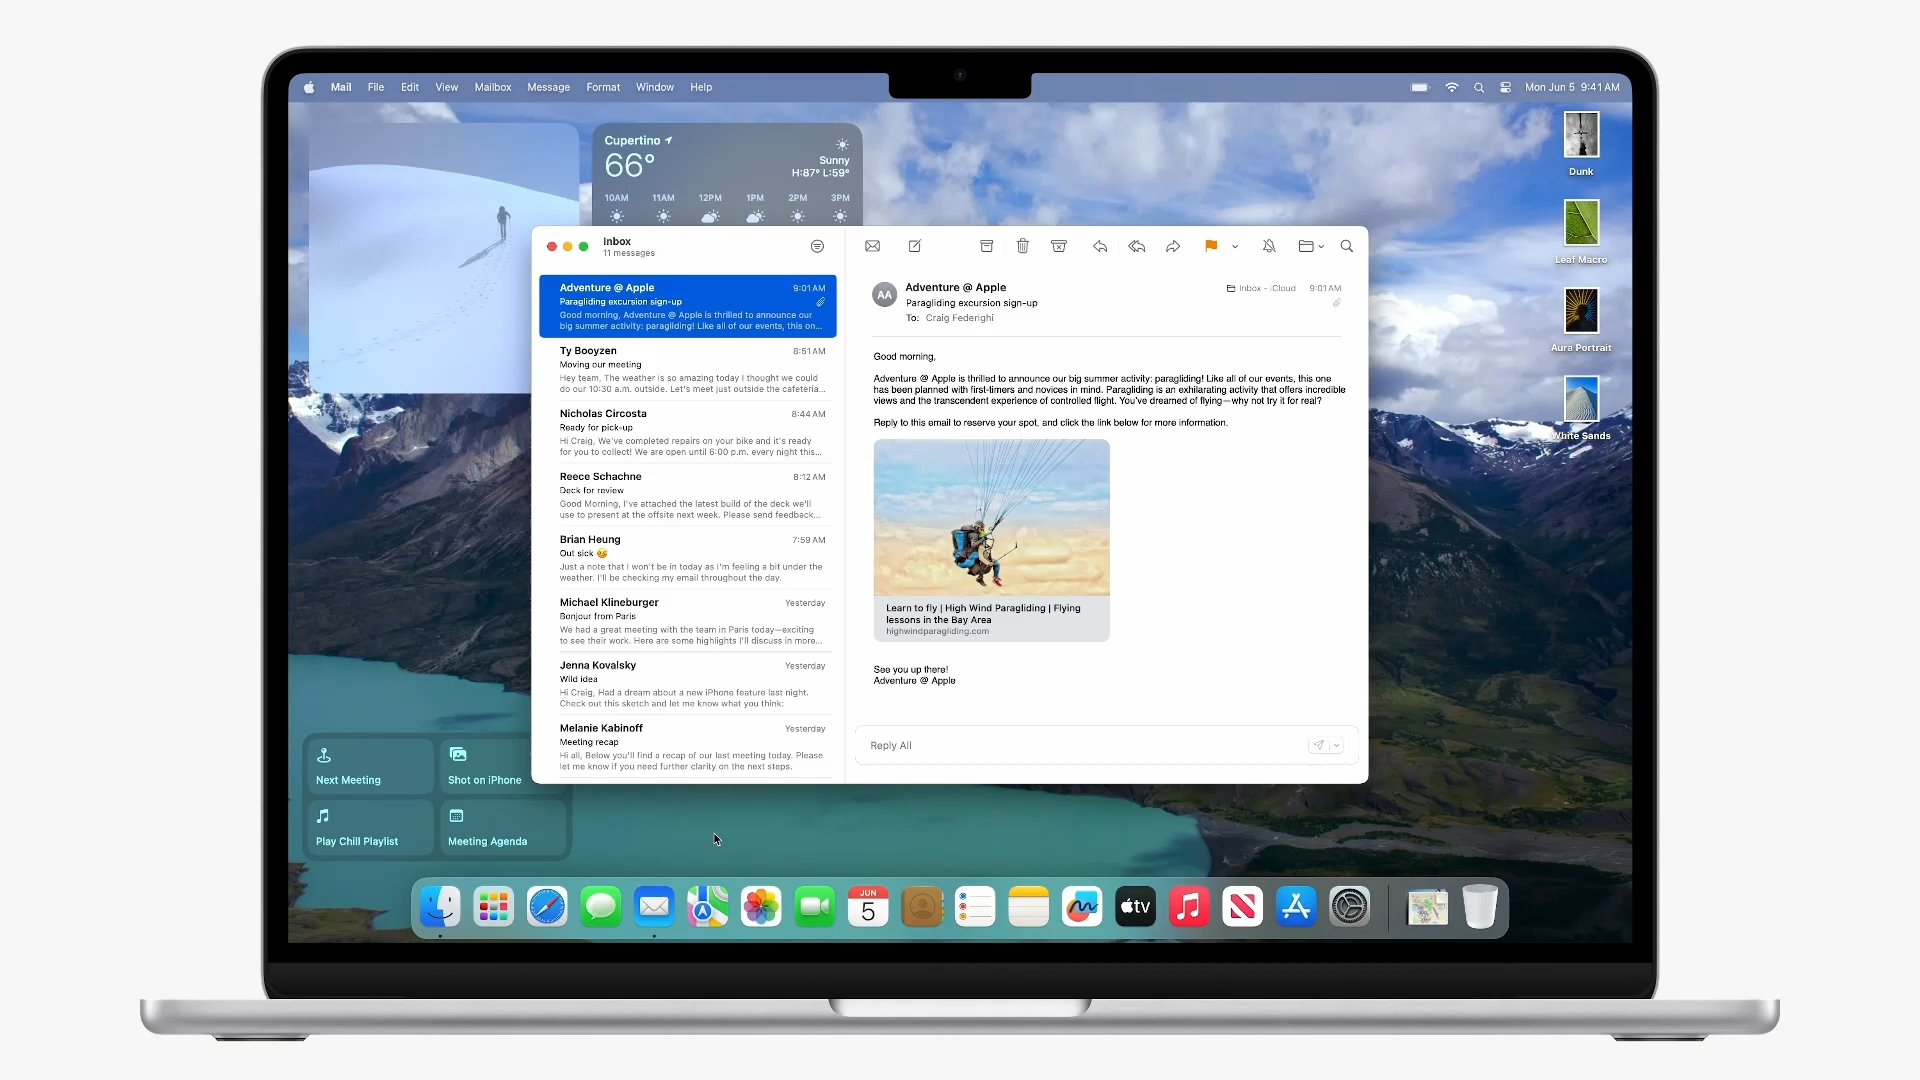 Mail File Edit View Mailbox Message Format Window Help
Mon Jun 5 9:41 AM
Cupertino
66°
Sunny
H:87° L:59°
10AM 11AM 12PM 1PM 2PM 3PM
Dunk
Leaf Macro
Aura Portrait
White Sands
Inbox
11 messages
Adventure @ Apple 9:01 AM
Paragliding excursion sign-up
Good morning, Adventure @ Apple is thrilled to announce our
big summer activity: paragliding! Like all of our events, this on...
Ty Booyzen 8:51 AM
Moving our meeting
Hey team, The weather is so amazing today I thought we could
do our 10:30 a.m. outside. Let's meet just outside the cafeteria...
Nicholas Circosta 8:44 AM
Ready for pick-up
Hi Craig, We've completed repairs on your bike and it's ready
for you to collect! We are open until 6:00 p.m. every night this...
Reece Schachne 8:12 AM
Deck for review
Good Morning, I've attached the latest build of the deck we'll
use to present at the offsite next week. Please send feedback...
Brian Heung 7:59 AM
Out sick 🤒
Just a note that I won't be in today as I'm feeling a bit under the
weather. I'll be checking my email throughout the day.
Michael Klineburger Yesterday
Bonjour from Paris
We had a great meeting with the team in Paris today—exciting
to see their work. Here are some highlights I'll discuss in more...
Jenna Kovalsky Yesterday
Wild idea
Hi Craig, Had a dream about a new iPhone feature last night.
Check out this sketch and let me know what you think:
Melanie Kabinoff Yesterday
Meeting recap
Hi all, Below you'll find a recap of our last meeting today. Please
let me know if you need further clarity on the next steps.
AA
Adventure @ Apple
Inbox - iCloud 9:01 AM
Paragliding excursion sign-up
To: Craig Federighi
Good morning,
Adventure @ Apple is thrilled to announce our big summer activity: paragliding! Like all of our events, this one
has been planned with first-timers and novices in mind. Paragliding is an exhilarating activity that offers incredible
views and the transcendent experience of controlled flight. You've dreamed of flying—why not try it for real?
Reply to this email to reserve your spot, and click the link below for more information.
Learn to fly | High Wind Paragliding | Flying
lessons in the Bay Area
highwindparagliding.com
See you up there!
Adventure @ Apple
Reply All
Next Meeting
Shot on iPhone
Play Chill Playlist
Meeting Agenda
JUN
5
tv